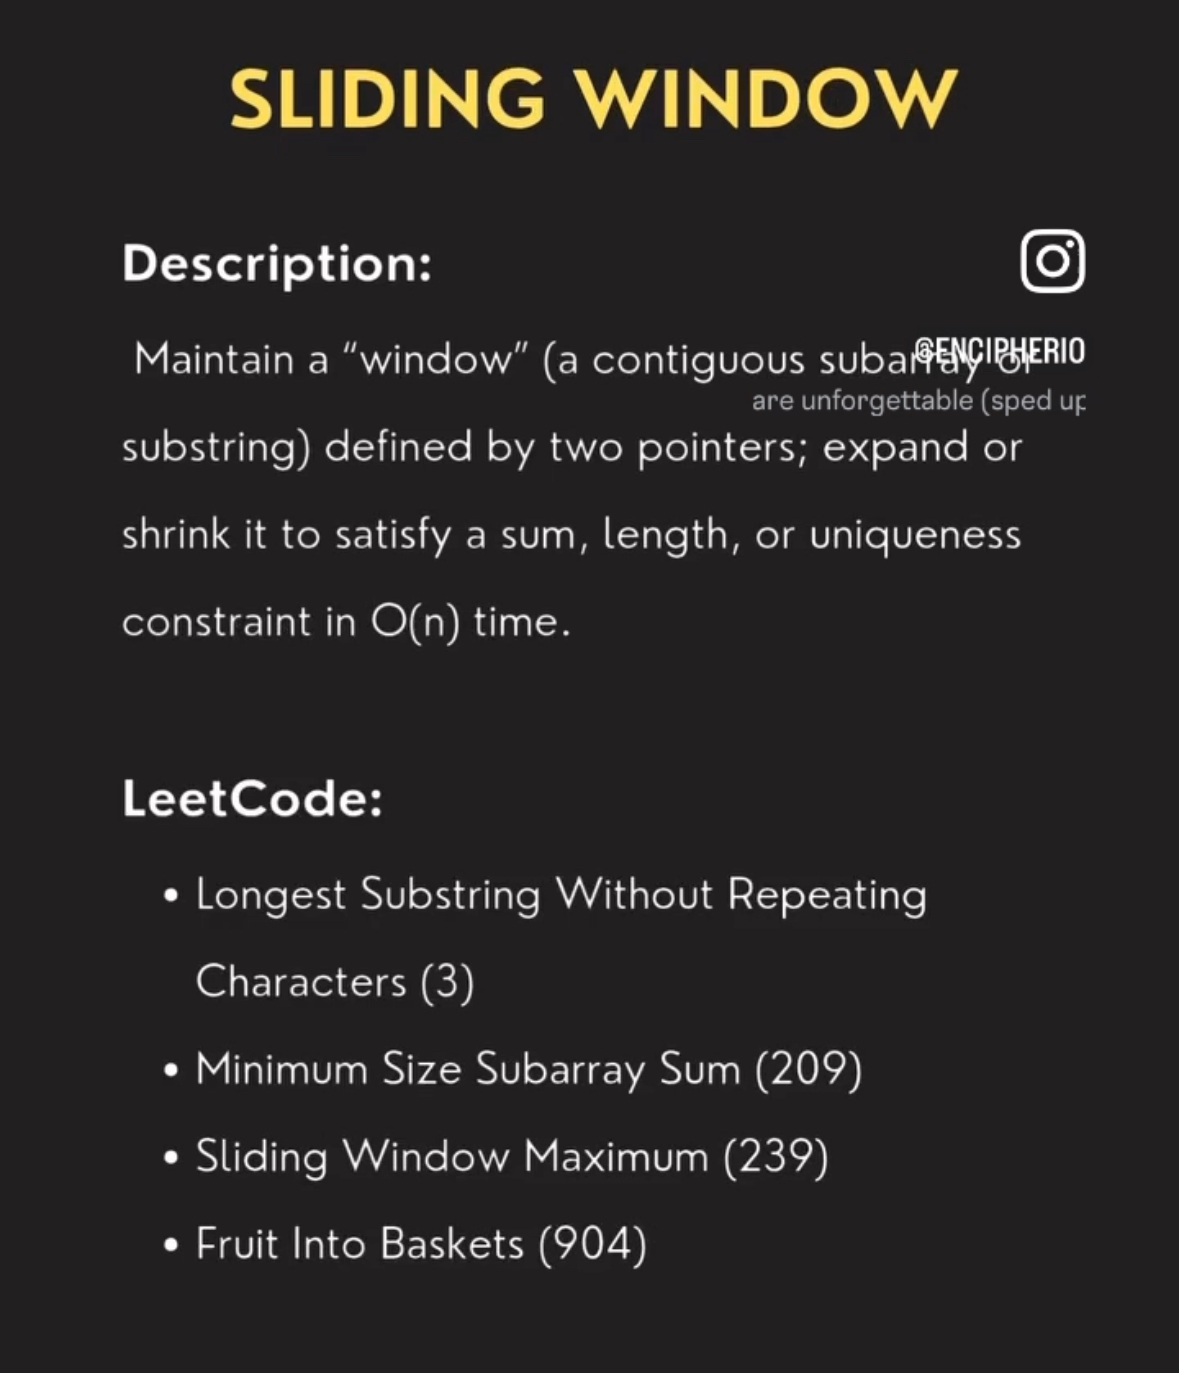 SLIDING WINDOW
Description:
Maintain a “window” (a contiguous subarray or
@ENCIPHERIO
are unforgettable (sped up
substring) defined by two pointers; expand or
shrink it to satisfy a sum, length, or uniqueness
constraint in O(n) time.
LeetCode:
• Longest Substring Without Repeating
Characters (3)
• Minimum Size Subarray Sum (209)
• Sliding Window Maximum (239)
• Fruit Into Baskets (904)